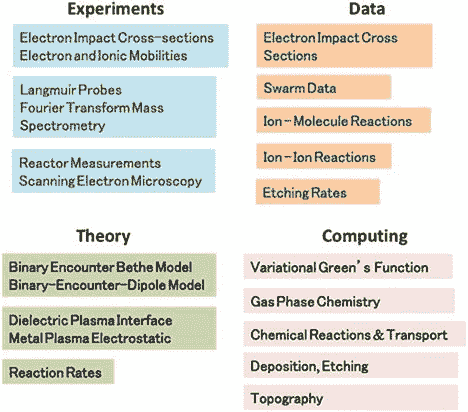 Experiments
Electron Impact Cross-sections
Electron and Ionic Mobilities
Langmuir Probes
Fourier Transform Mass
Spectrometry
Reactor Measurements
Scanning Electron Microscopy
Data
Electron Impact Cross
Sections
Swarm Data
Ion-Molecule Reactions
Ion-Ion Reactions
Etching Rates
Theory
Binary Encounter Bethe Model
Binary-Encounter-Dipole Model
Dielectric Plasma Interface
Metal Plasma Electrostatic
Reaction Rates
Computing
Variational Green's Function
Gas Phase Chemistry
Chemical Reactions & Transport
Deposition, Etching
Topography